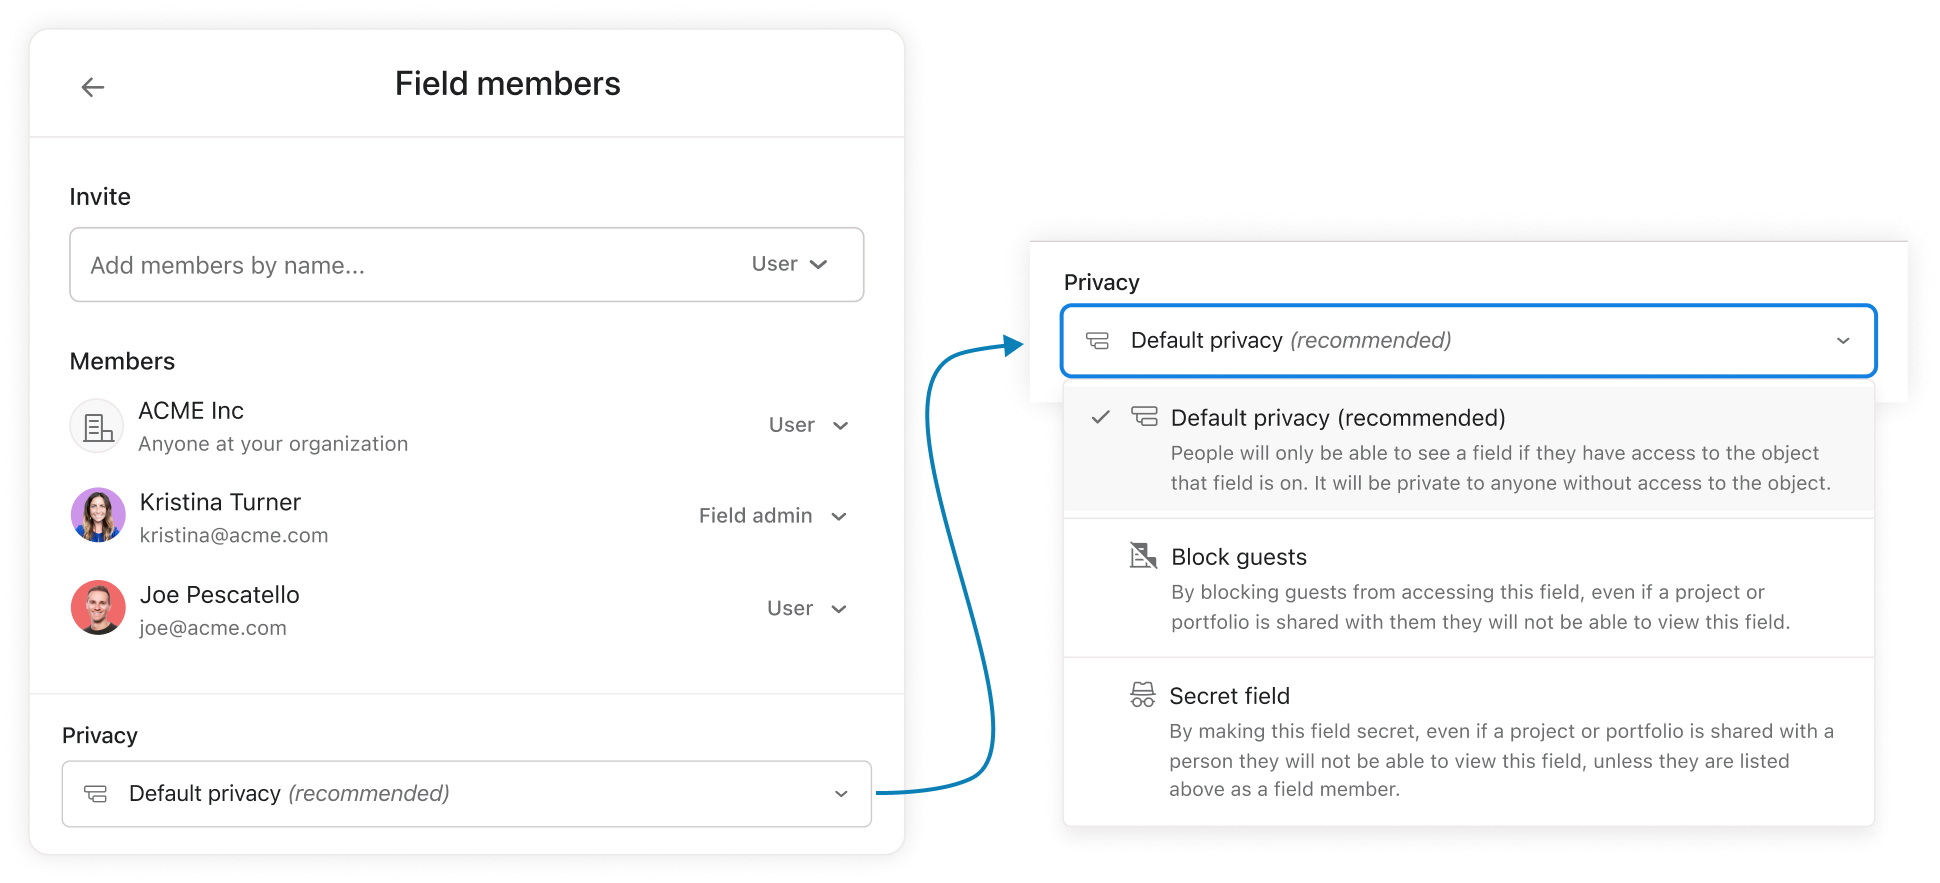 Field members
Invite
Add members by name...
User
Members
ACME Inc
Anyone at your organization
User
Kristina Turner
kristina@acme.com
Field admin
Joe Pescatello
joe@acme.com
User
Privacy
Default privacy (recommended)
Privacy
Default privacy (recommended)
Default privacy (recommended)
People will only be able to see a field if they have access to the object
that field is on. It will be private to anyone without access to the object.
Block guests
By blocking guests from accessing this field, even if a project or
portfolio is shared with them they will not be able to view this field.
Secret field
By making this field secret, even if a project or portfolio is shared with a
person they will not be able to view this field, unless they are listed
above as a field member.